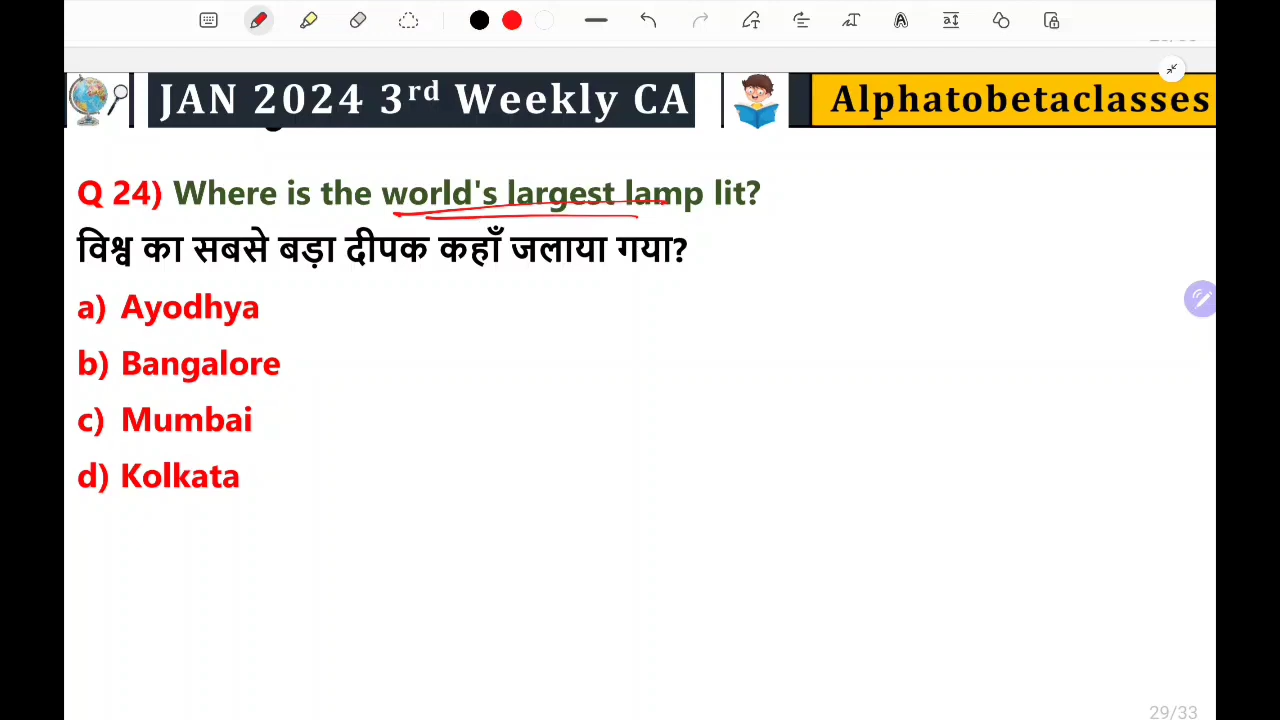 JAN 2024 3rd Weekly CA
Alphatobetaclasses
Q 24) Where is the world's largest lamp lit?
विश्व का सबसे बड़ा दीपक कहाँ जलाया गया?
a) Ayodhya
b) Bangalore
c) Mumbai
d) Kolkata
29/33